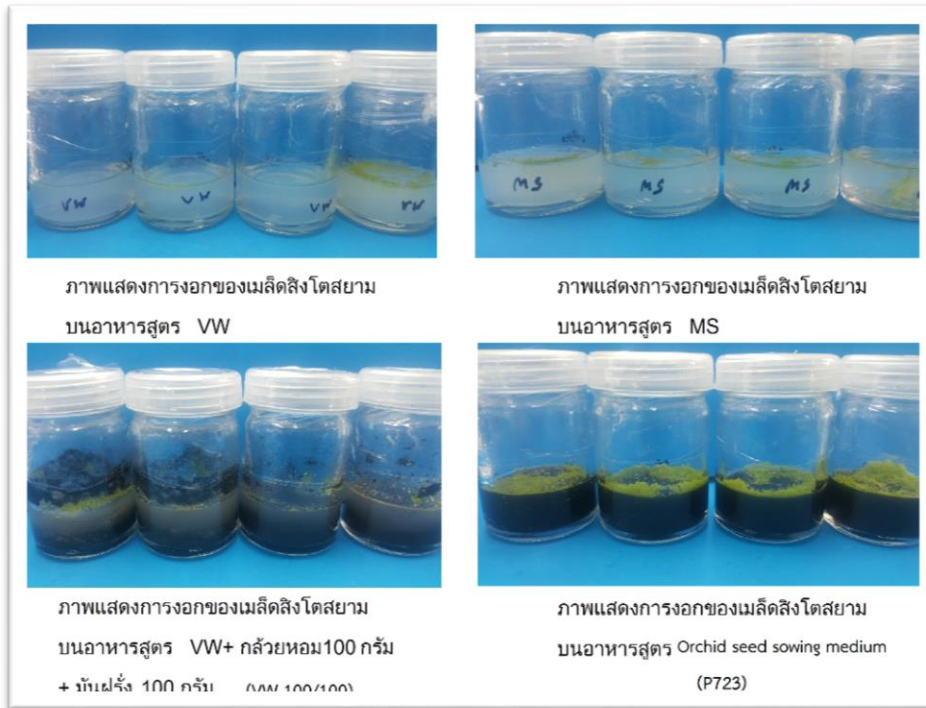 VW VW VW VW
MS MS MS
ภาพแสดงการงอกของเมล็ดสิงโตสยาม
บนอาหารสูตร VW
ภาพแสดงการงอกของเมล็ดสิงโตสยาม
บนอาหารสูตร MS
ภาพแสดงการงอกของเมล็ดสิงโตสยาม
บนอาหารสูตร VW+ กล้วยหอม100 กรัม
+ มันฝรั่ง 100 กรัม (VW 100/100)
ภาพแสดงการงอกของเมล็ดสิงโตสยาม
บนอาหารสูตร Orchid seed sowing medium
(P723)